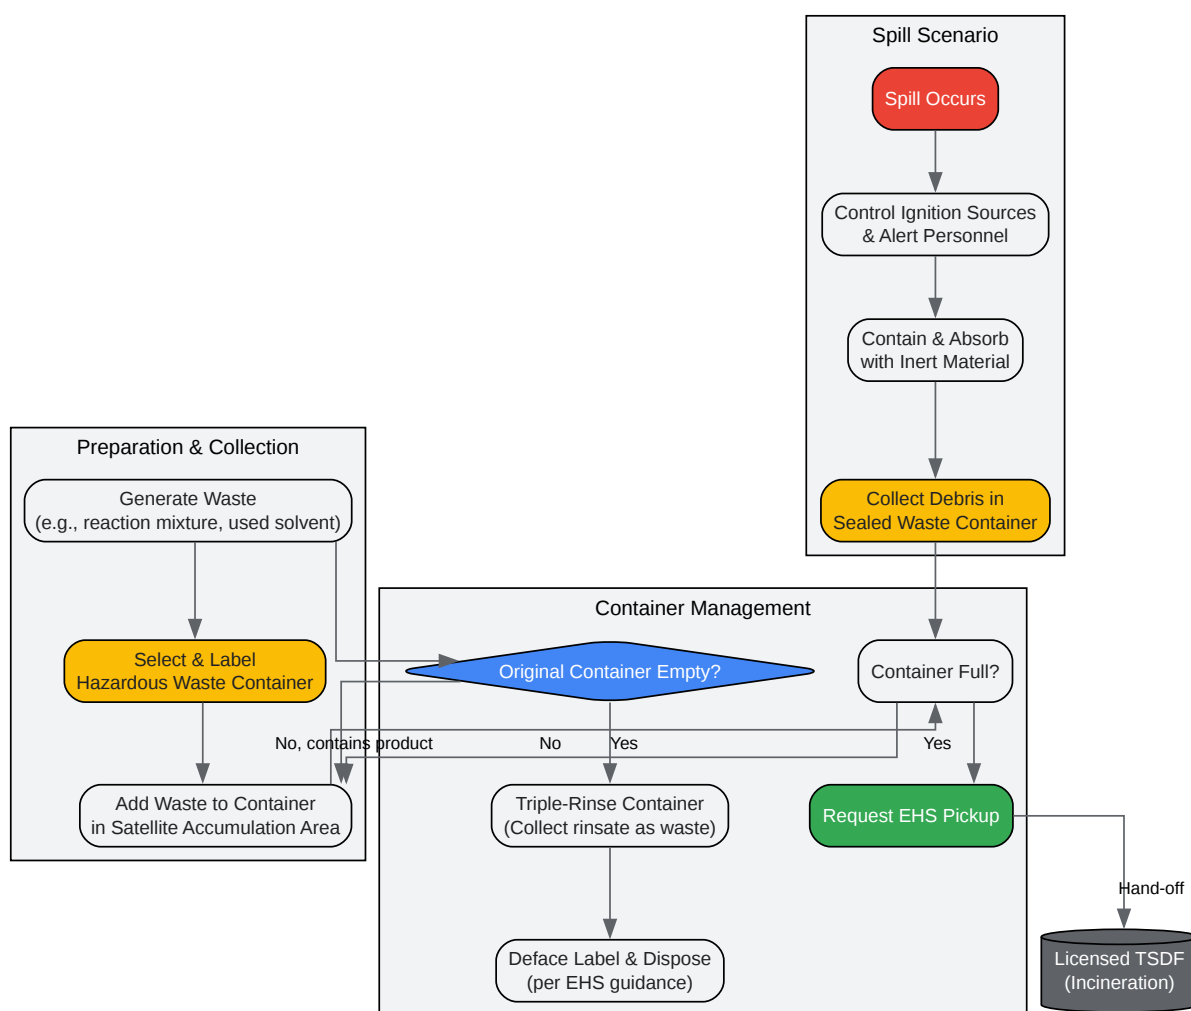 Spill Scenario
Spill Occurs
Control Ignition Sources
& Alert Personnel
Contain & Absorb
with Inert Material
Collect Debris in
Sealed Waste Container
Preparation & Collection
Generate Waste
(e.g., reaction mixture, used solvent)
Select & Label
Hazardous Waste Container
Add Waste to Container
in Satellite Accumulation Area
Container Management
Original Container Empty?
Container Full?
No, contains product
No
Yes
Yes
Triple-Rinse Container
(Collect rinsate as waste)
Request EHS Pickup
Deface Label & Dispose
(per EHS guidance)
Hand-off
Licensed TSDF
(Incineration)